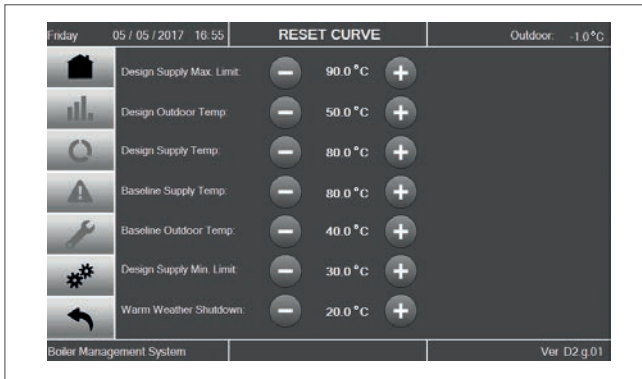 Friday 05 / 05 / 2017 16:55 RESET CURVE Outdoor: -1.0°C
Design Supply Max. Limit: 90.0°C
Design Outdoor Temp: 50.0°C
Design Supply Temp: 80.0°C
Baseline Supply Temp: 80.0°C
Baseline Outdoor Temp: 40.0°C
Design Supply Min. Limit: 30.0°C
Warm Weather Shutdown: 20.0°C
Boiler Management System Ver D2.g.01